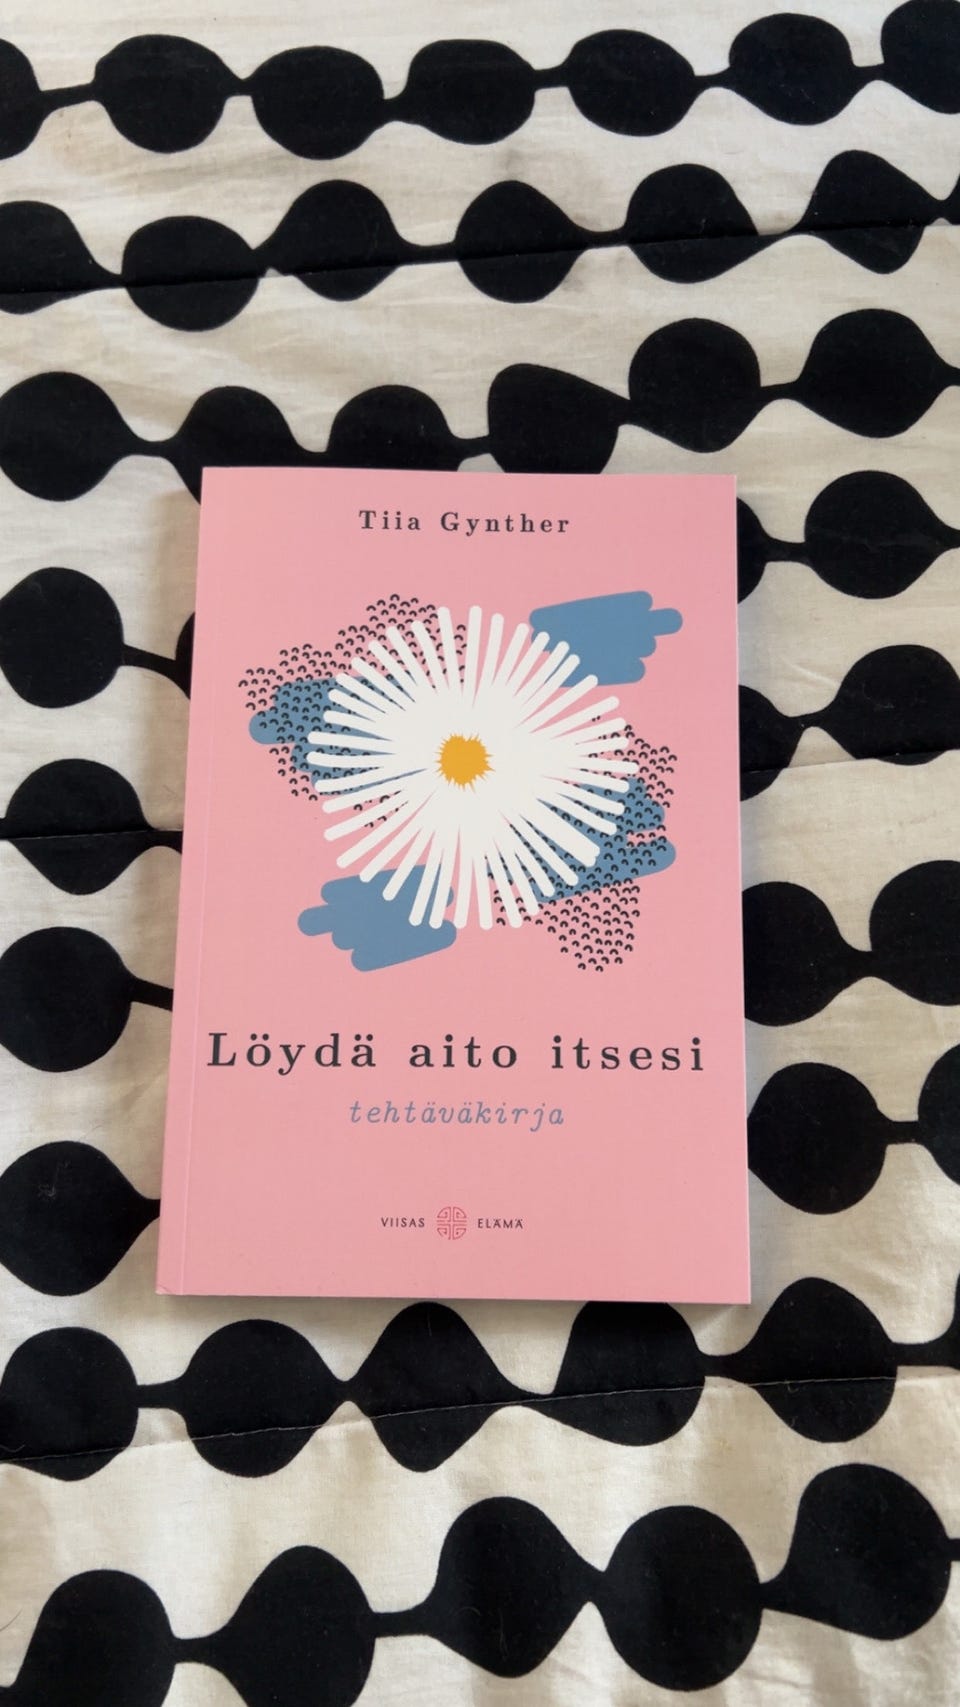 Tiia Gynther
Löydä aito itsesi
tehtäväkirja
VIISAS ELÄMÄ